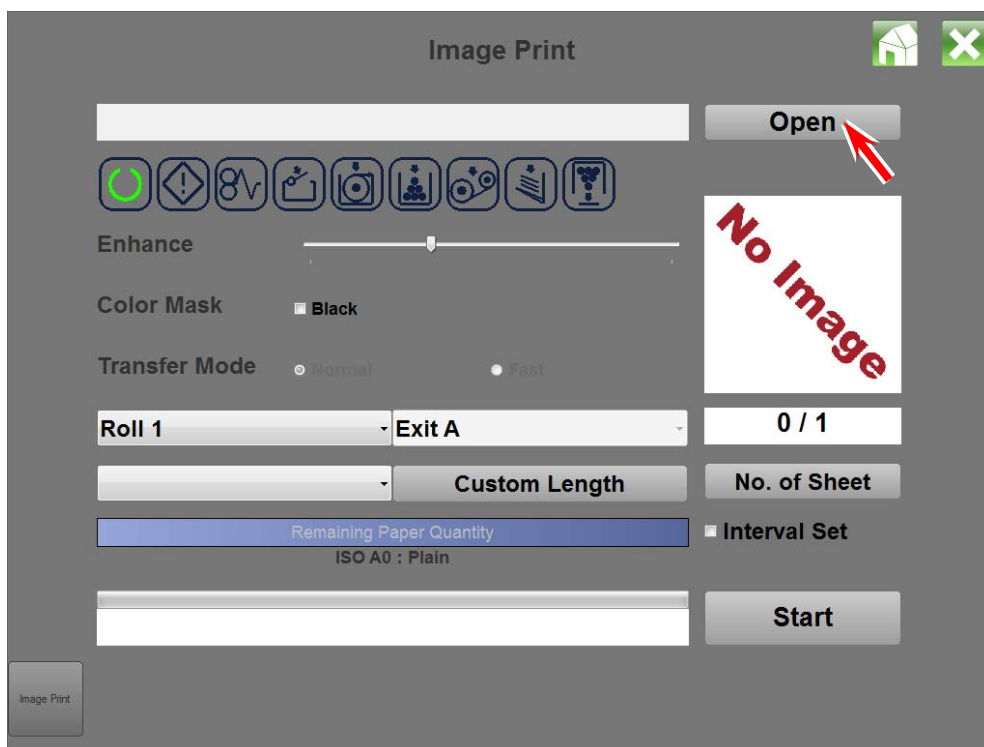 Image Print
Open
Enhance
No Image
Color Mask
Black
Transfer Mode
Normal
Fast
Roll 1
Exit A
0 / 1
Custom Length
No. of Sheet
Remaining Paper Quantity
Interval Set
ISO A0 : Plain
Start
Image Print